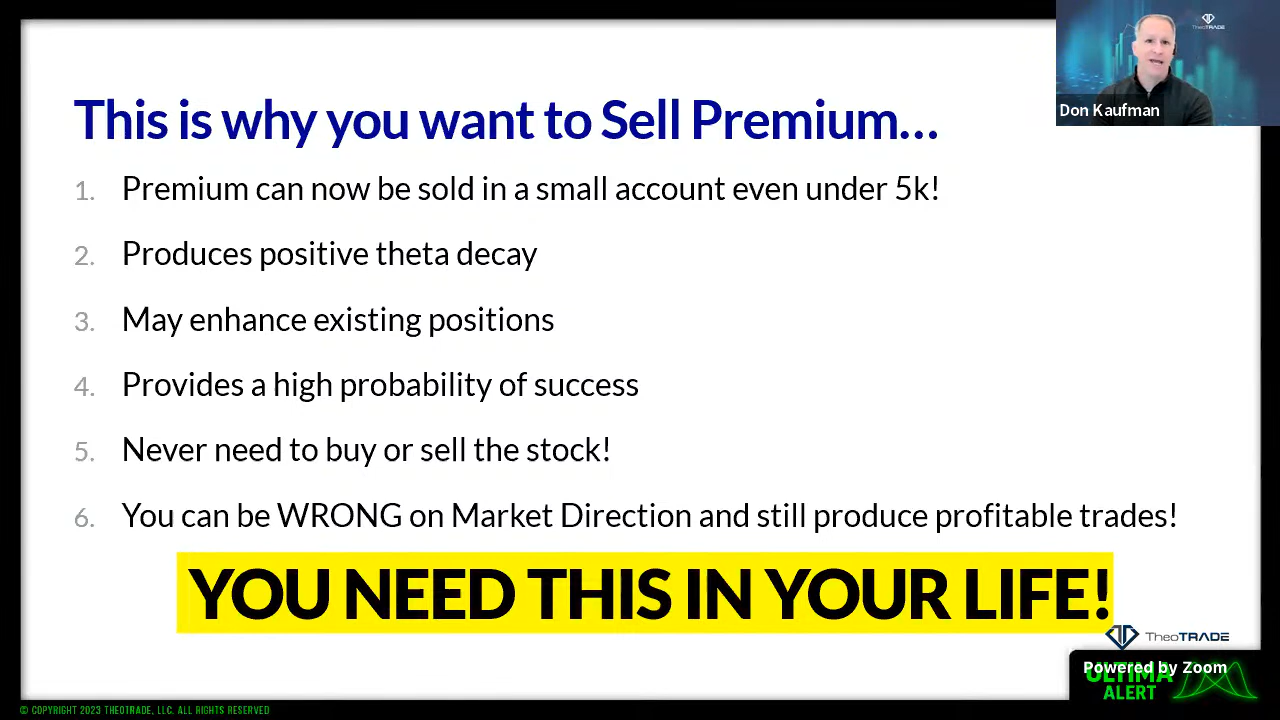 TheoTRADE
Don Kaufman
This is why you want to Sell Premium...
1. Premium can now be sold in a small account even under 5k!
2. Produces positive theta decay
3. May enhance existing positions
4. Provides a high probability of success
5. Never need to buy or sell the stock!
6. You can be WRONG on Market Direction and still produce profitable trades!
YOU NEED THIS IN YOUR LIFE!
TheoTRADE
Powered by Zoom
ULTIMA
ALERT
© COPYRIGHT 2023 THEOTRADE, LLC. ALL RIGHTS RESERVED